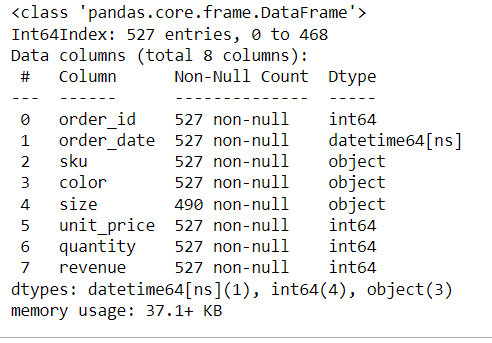 <class 'pandas.core.frame.DataFrame'>
Int64Index: 527 entries, 0 to 468
Data columns (total 8 columns):
 #   Column      Non-Null Count  Dtype
---  ------      --------------  -----
 0   order_id    527 non-null    int64
 1   order_date  527 non-null    datetime64[ns]
 2   sku         527 non-null    object
 3   color       527 non-null    object
 4   size        490 non-null    object
 5   unit_price  527 non-null    int64
 6   quantity    527 non-null    int64
 7   revenue     527 non-null    int64
dtypes: datetime64[ns](1), int64(4), object(3)
memory usage: 37.1+ KB